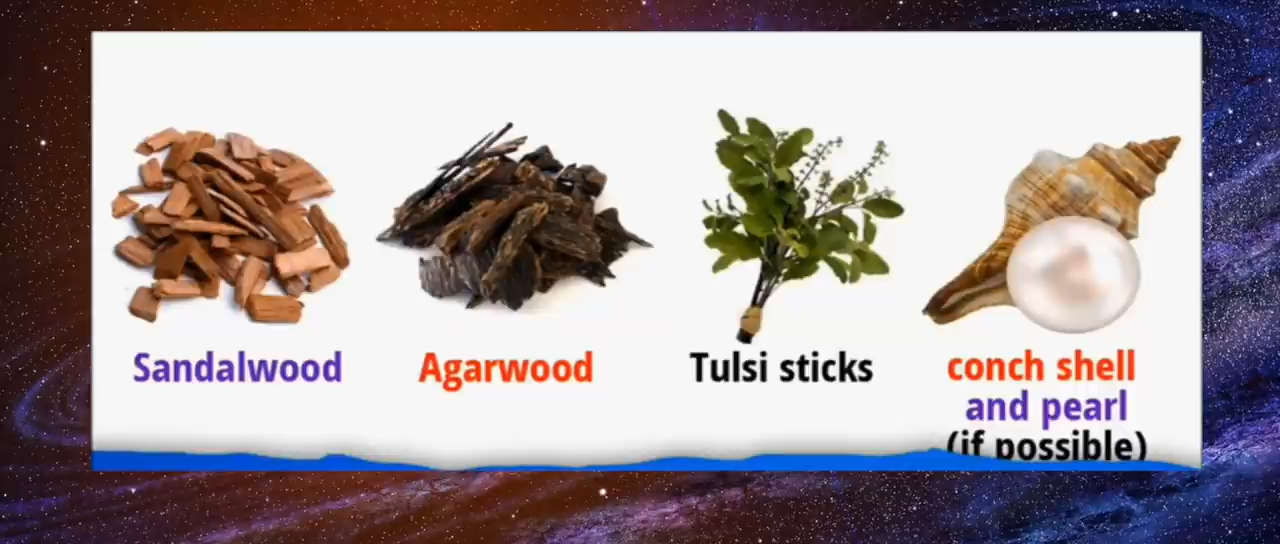 Sandalwood
Agarwood
Tulsi sticks
conch shell
and pearl
(if possible)